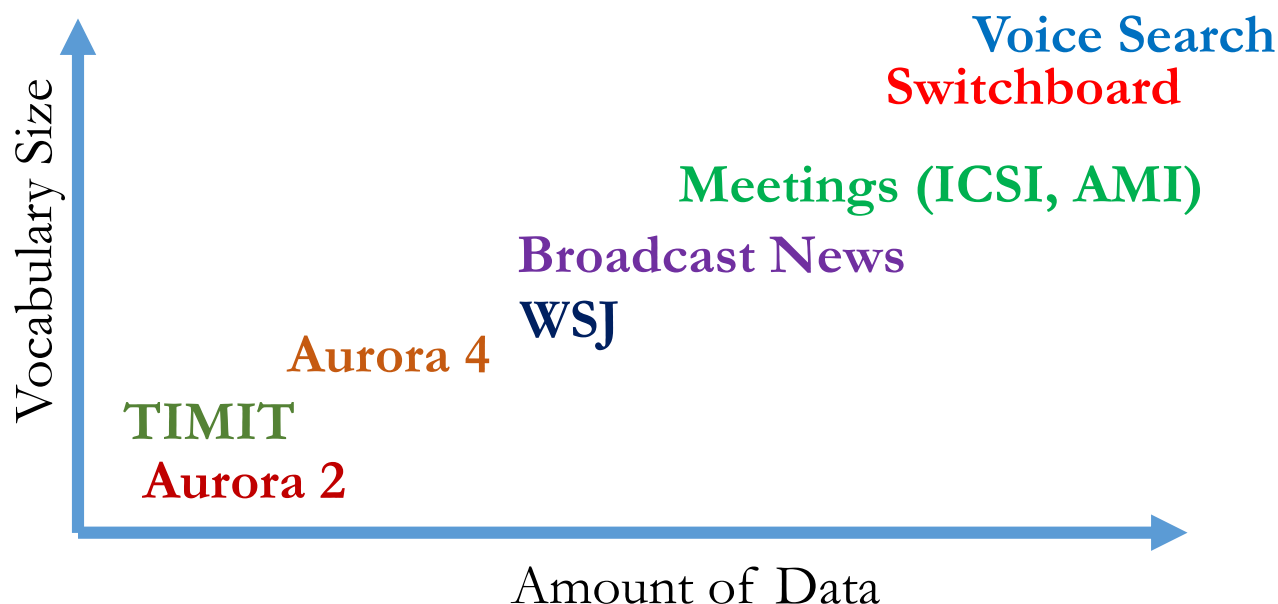 Voice Search
Switchboard
Meetings (ICSI, AMI)
Broadcast News
WSJ
Aurora 4
TIMIT
Aurora 2
Vocabulary Size
Amount of Data